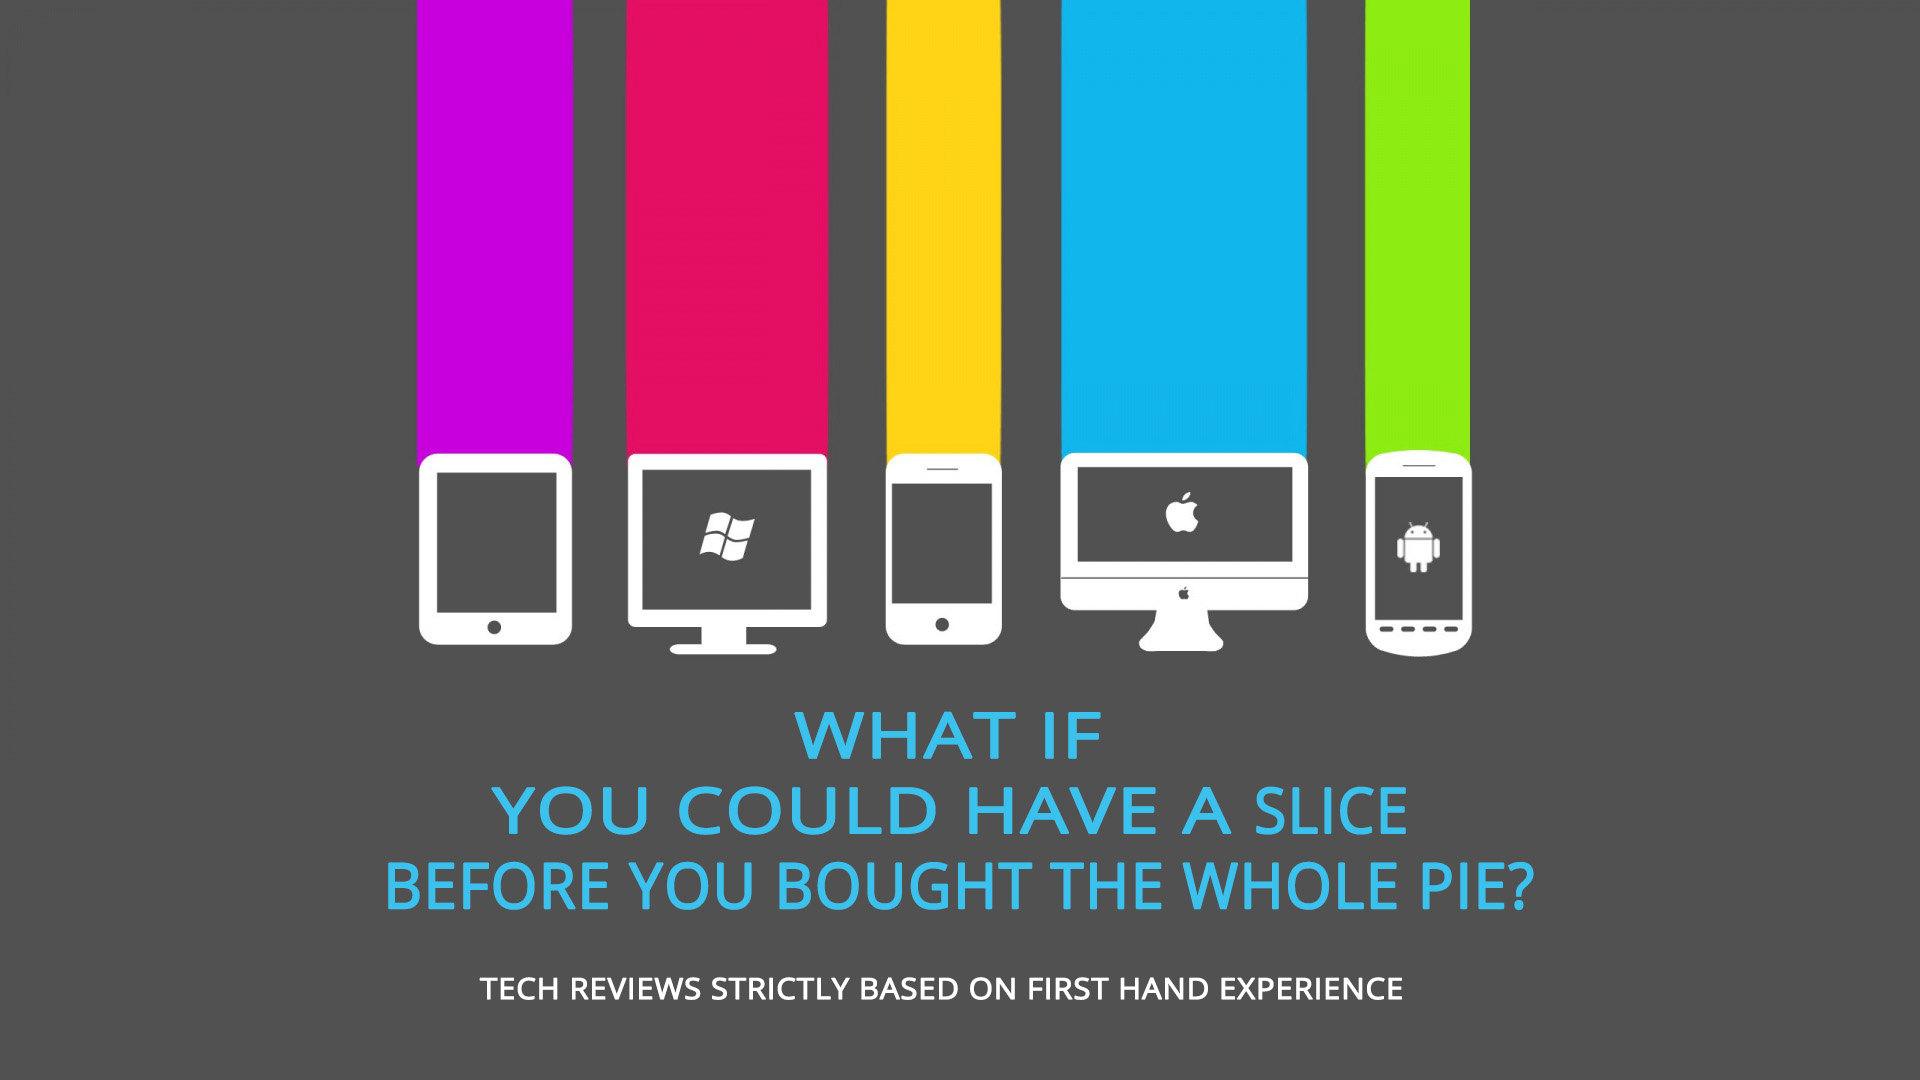 WHAT IF
YOU COULD HAVE A SLICE
BEFORE YOU BOUGHT THE WHOLE PIE?
TECH REVIEWS STRICTLY BASED ON FIRST HAND EXPERIENCE